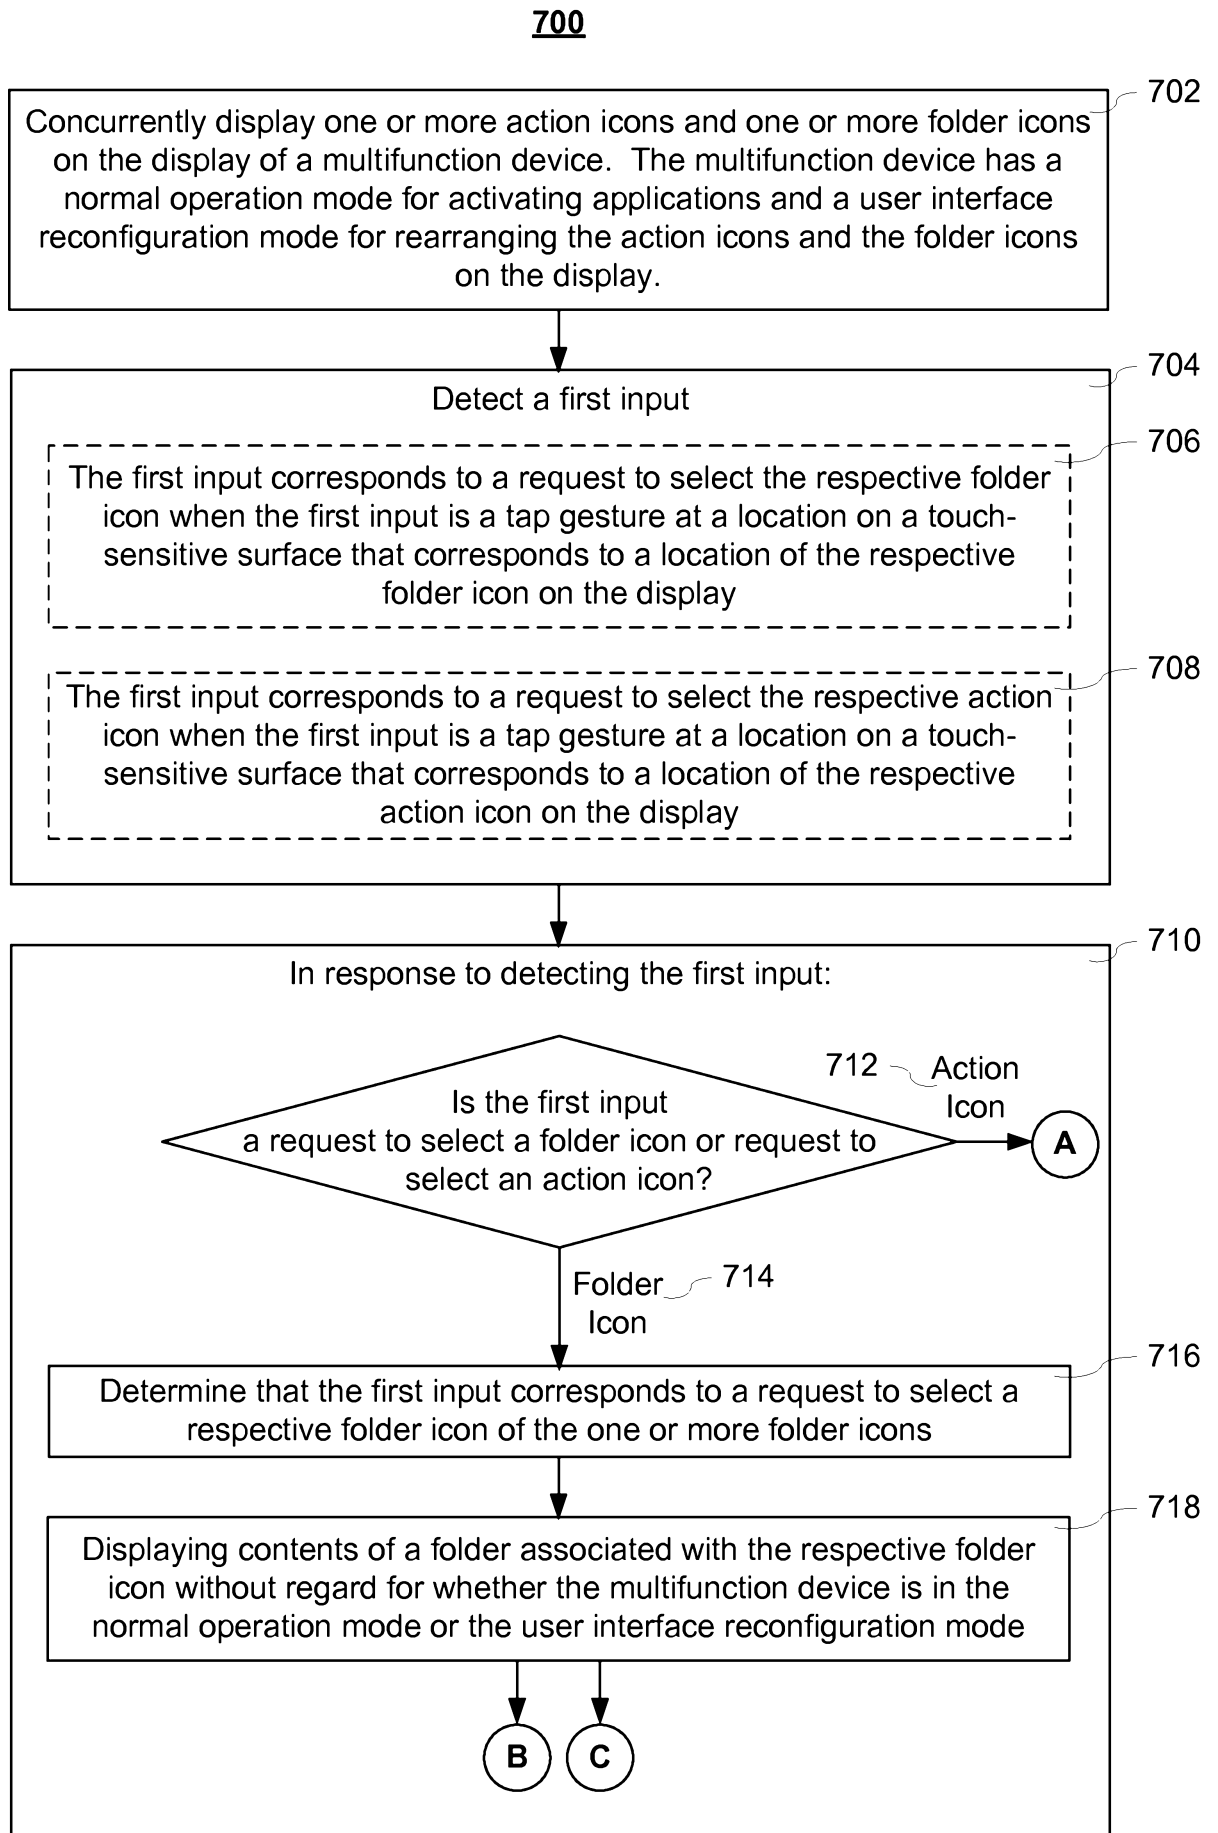 700
702
Concurrently display one or more action icons and one or more folder icons
on the display of a multifunction device.  The multifunction device has a
normal operation mode for activating applications and a user interface
reconfiguration mode for rearranging the action icons and the folder icons
on the display.
704
Detect a first input
706
The first input corresponds to a request to select the respective folder
icon when the first input is a tap gesture at a location on a touch-
sensitive surface that corresponds to a location of the respective
folder icon on the display
708
The first input corresponds to a request to select the respective action
icon when the first input is a tap gesture at a location on a touch-
sensitive surface that corresponds to a location of the respective
action icon on the display
710
In response to detecting the first input:
712
Action
Icon
A
Is the first input
a request to select a folder icon or request to
select an action icon?
Folder
Icon
714
716
Determine that the first input corresponds to a request to select a
respective folder icon of the one or more folder icons
718
Displaying contents of a folder associated with the respective folder
icon without regard for whether the multifunction device is in the
normal operation mode or the user interface reconfiguration mode
B
C